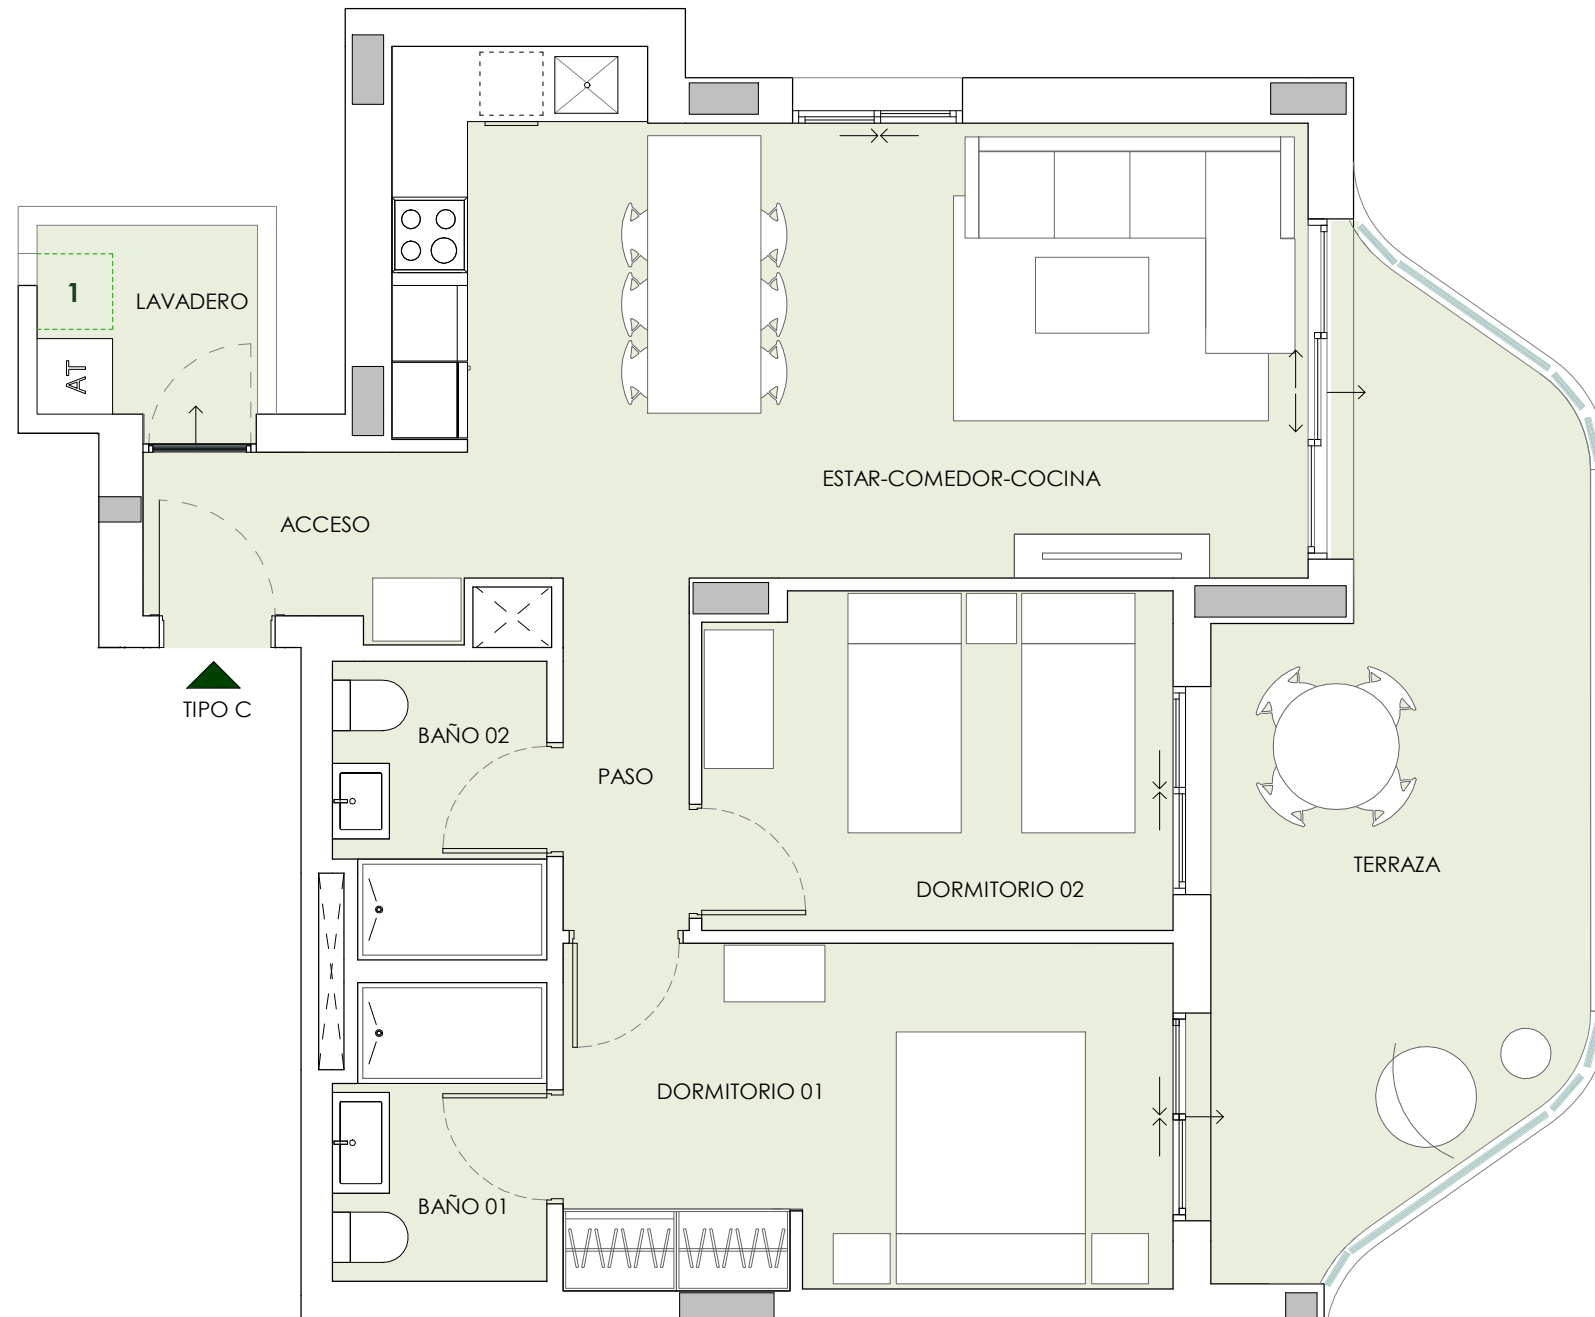 1
LAVADERO
AT
ESTAR-COMEDOR-COCINA
ACCESO
TIPO C
BAÑO 02
PASO
TERRAZA
DORMITORIO 02
DORMITORIO 01
BAÑO 01